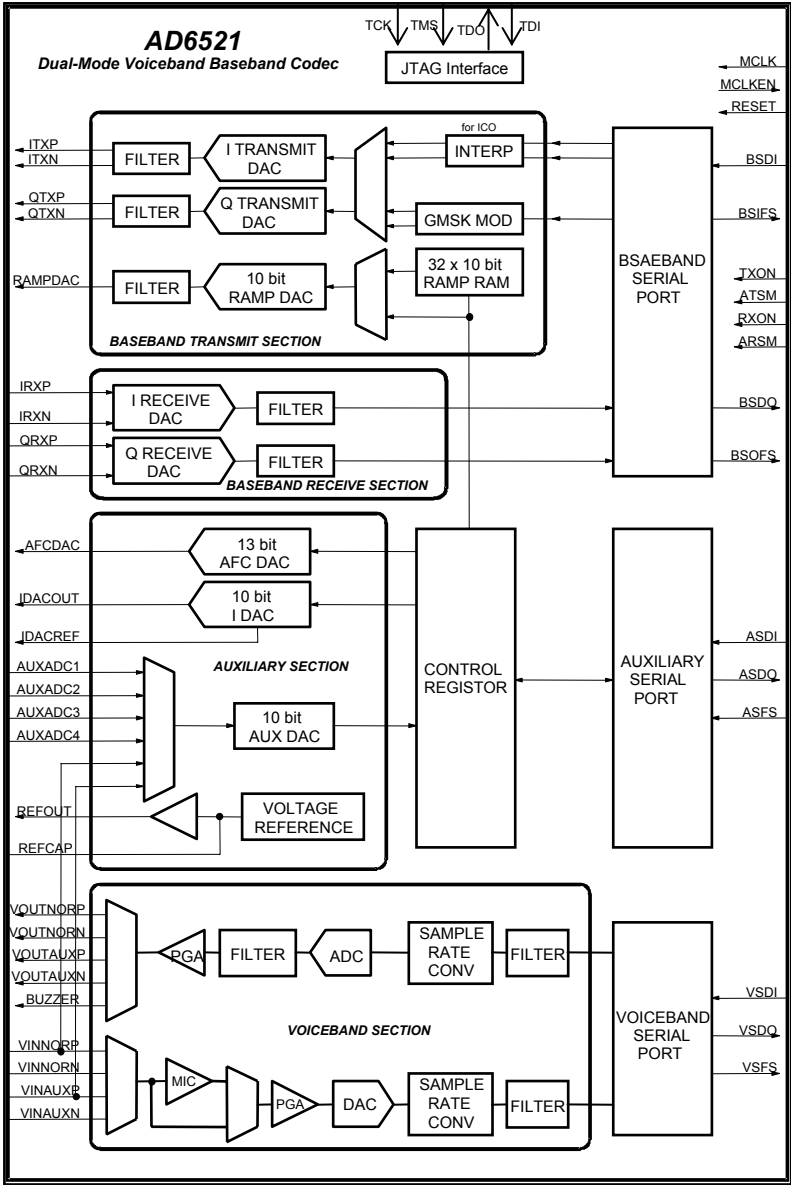 AD6521
Dual-Mode Voiceband Baseband Codec
TCK
TMS
TDO
TDI
JTAG Interface
MCLK
MCLKEN
RESET
BSDI
BSIFS
TXON
ATSM
RXON
ARSM
BSDO
BSOFS
BSAEBAND
SERIAL
PORT
ITXP
ITXN
QTXP
QTXN
RAMPDAC
FILTER
I TRANSMIT
DAC
FILTER
Q TRANSMIT
DAC
FILTER
10 bit
RAMP DAC
for ICO
INTERP
GMSK MOD
32 x 10 bit
RAMP RAM
BASEBAND TRANSMIT SECTION
IRXP
IRXN
QRXP
QRXN
I RECEIVE
DAC
FILTER
Q RECEIVE
DAC
FILTER
BASEBAND RECEIVE SECTION
AFCDAC
IDACOUT
IDACREF
AUXADC1
AUXADC2
AUXADC3
AUXADC4
REFOUT
REFCAP
13 bit
AFC DAC
10 bit
I DAC
AUXILIARY SECTION
10 bit
AUX DAC
VOLTAGE
REFERENCE
CONTROL
REGISTOR
AUXILIARY
SERIAL
PORT
ASDI
ASDO
ASFS
VOUTNORP
VOUTNORN
VOUTAUXP
VOUTAUXN
BUZZER
PGA
FILTER
ADC
SAMPLE
RATE
CONV
FILTER
VOICEBAND SECTION
VINNORP
VINNORN
VINAUXP
VINAUXN
MIC
PGA
DAC
SAMPLE
RATE
CONV
FILTER
VOICEBAND
SERIAL
PORT
VSDI
VSDO
VSFS